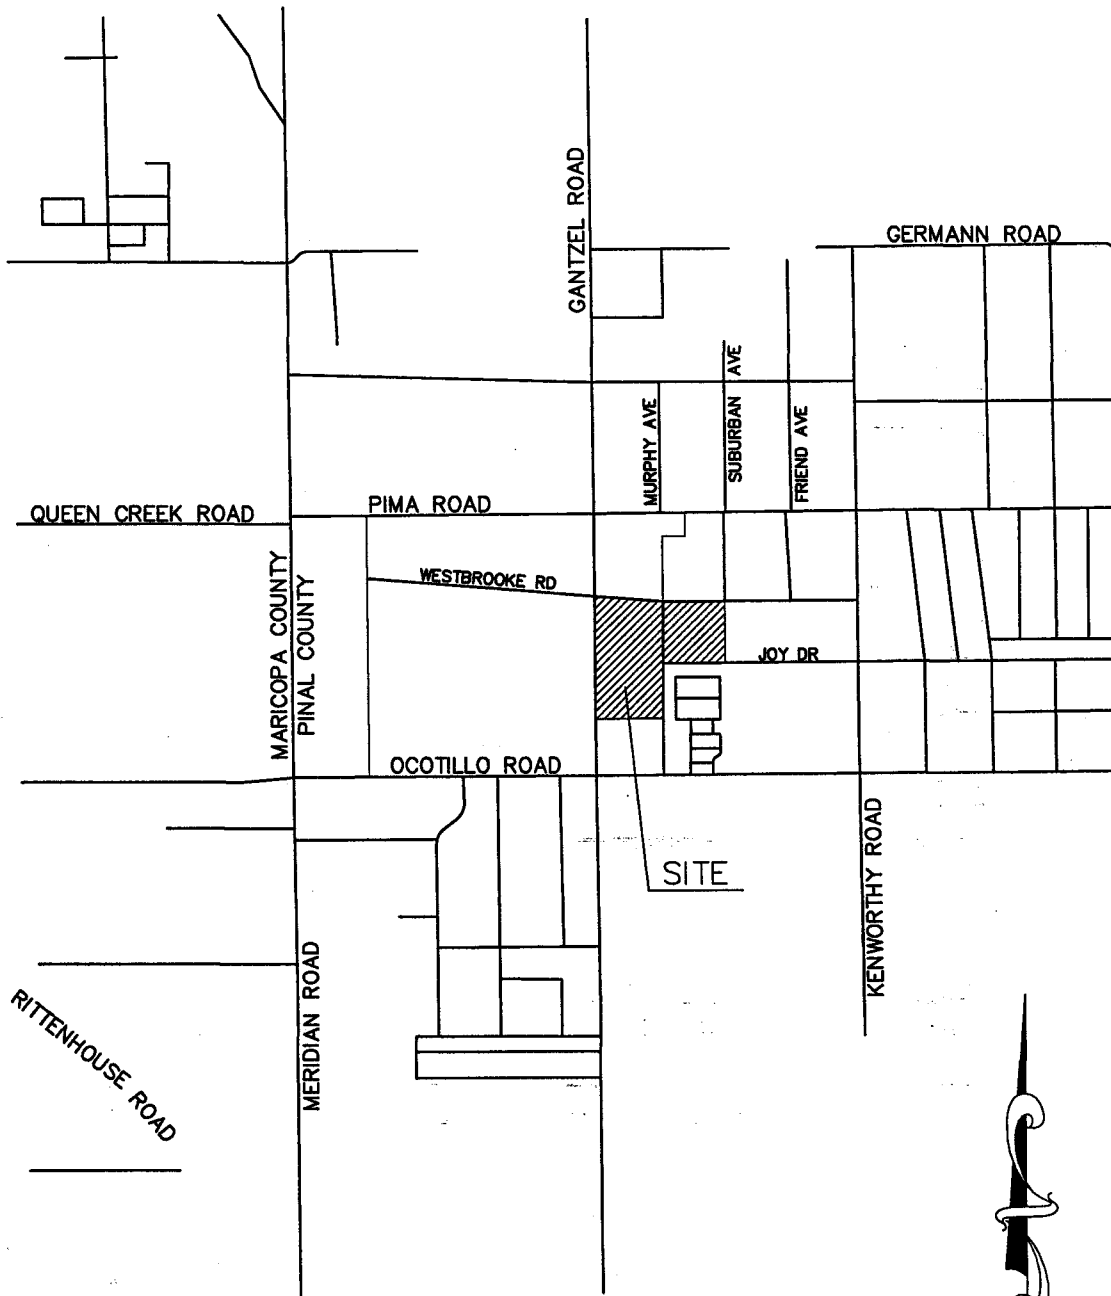 GANTZEL ROAD
GERMANN ROAD
MURPHY AVE
SUBURBAN AVE
FRIEND AVE
QUEEN CREEK ROAD
PIMA ROAD
WESTBROOKE RD
MARICOPA COUNTY
PINAL COUNTY
JOY DR
OCOTILLO ROAD
SITE
KENWORTHY ROAD
MERIDIAN ROAD
RITTENHOUSE ROAD